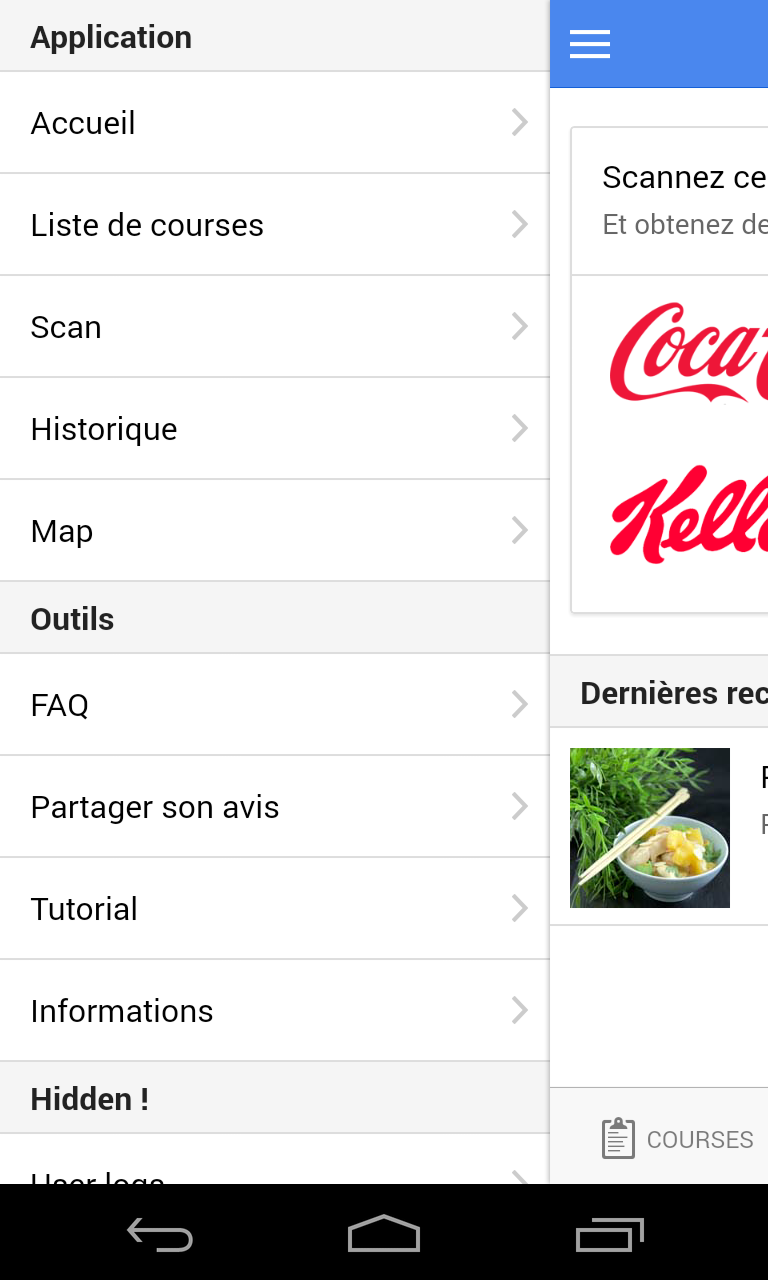 Application
Accueil
Liste de courses
Scan
Historique
Map
Outils
FAQ
Partager son avis
Tutorial
Informations
Hidden !
User logs
Scannez ce
Et obtenez de
Coca
Kell
Dernières rec
COURSES